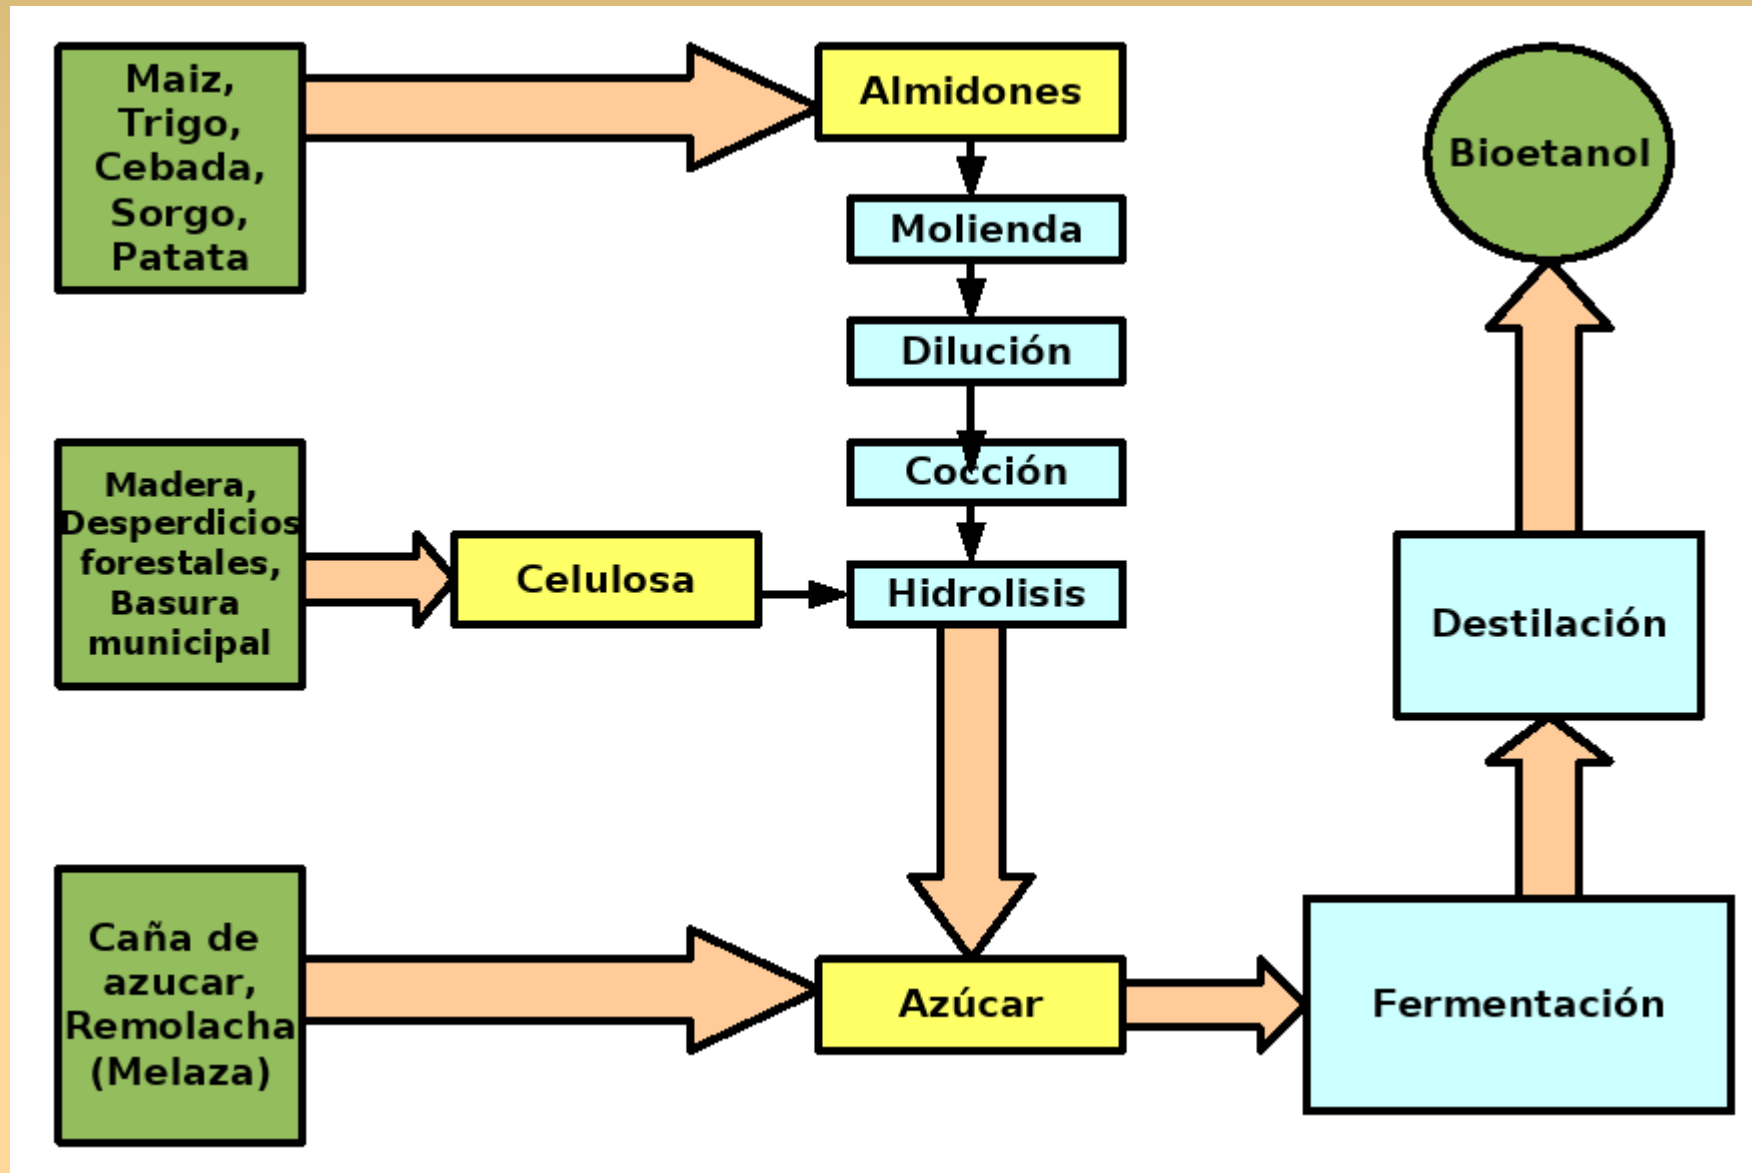 Maiz,
Trigo,
Cebada,
Sorgo,
Patata
Almidones
Molienda
Dilución
Cocción
Hidrolisis
Madera,
Desperdicios
forestales,
Basura
municipal
Celulosa
Caña de
azucar,
Remolacha
(Melaza)
Azúcar
Fermentación
Destilación
Bioetanol